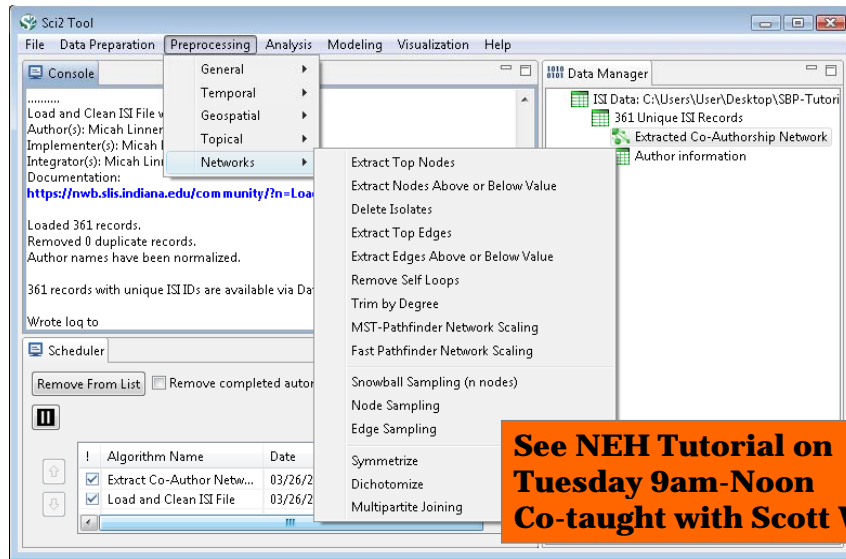 Sci2 Tool
File Data Preparation Preprocessing Analysis Modeling Visualization Help
Console
..........
Load and Clean ISI File
Author(s): Micah Linner
Implementer(s): Micah
Integrator(s): Micah
Documentation:
https://nwb.slis.indiana.edu/community/?n=Loa
Loaded 361 records.
Removed 0 duplicate records.
Author names have been normalized.
361 records with unique ISI IDs are available via Da
Wrote log to
General
Temporal
Geospatial
Topical
Networks
Extract Top Nodes
Extract Nodes Above or Below Value
Delete Isolates
Extract Top Edges
Extract Edges Above or Below Value
Remove Self Loops
Trim by Degree
MST-Pathfinder Network Scaling
Fast Pathfinder Network Scaling
Snowball Sampling (n nodes)
Node Sampling
Edge Sampling
Symmetrize
Dichotomize
Multipartite Joining
Data Manager
ISI Data: C:\Users\User\Desktop\SBP-Tutori
361 Unique ISI Records
Extracted Co-Authorship Network
Author information
Scheduler
Remove From List Remove completed autor
! Algorithm Name Date
Extract Co-Author Netw... 03/26/2
Load and Clean ISI File 03/26/2
See NEH Tutorial on
Tuesday 9am-Noon
Co-taught with Scott